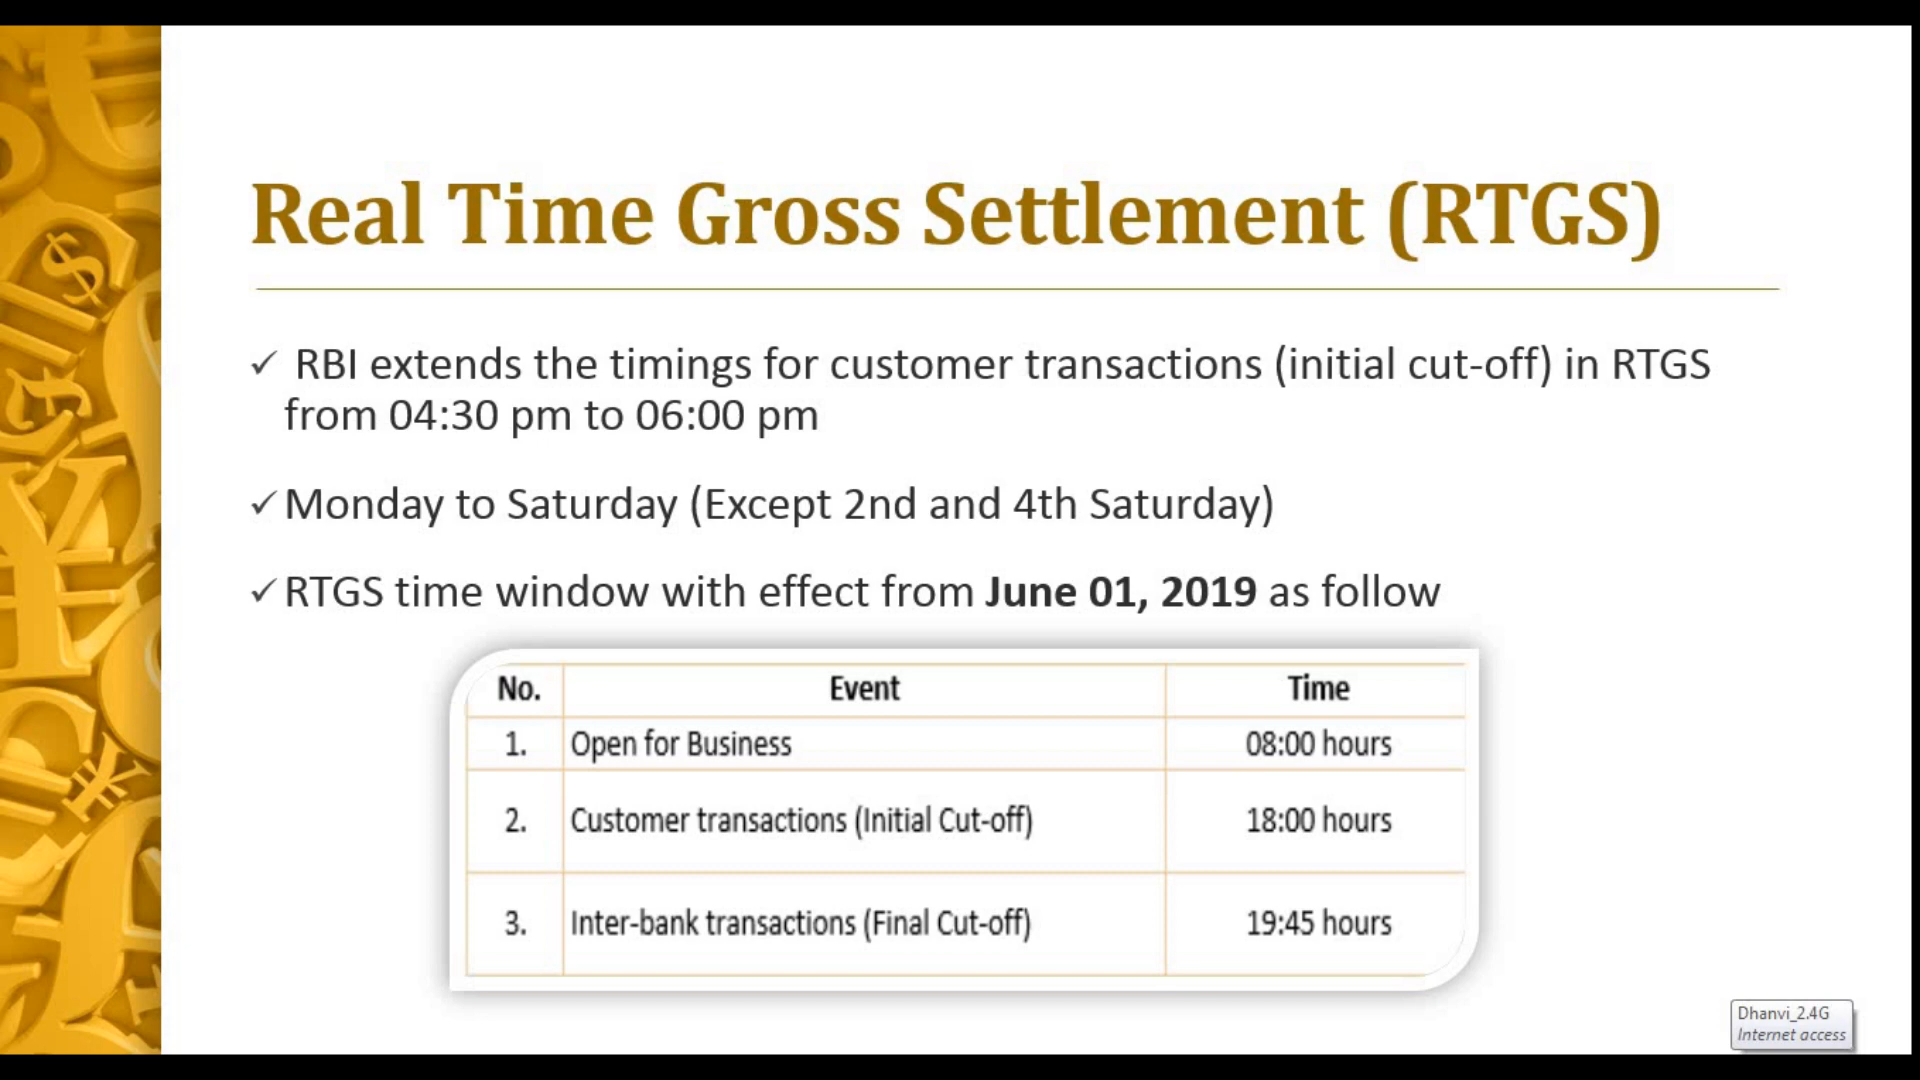 Real Time Gross Settlement (RTGS)
✓ RBI extends the timings for customer transactions (initial cut-off) in RTGS
from 04:30 pm to 06:00 pm
✓ Monday to Saturday (Except 2nd and 4th Saturday)
✓ RTGS time window with effect from June 01, 2019 as follow
No. Event Time
1. Open for Business 08:00 hours
2. Customer transactions (Initial Cut-off) 18:00 hours
3. Inter-bank transactions (Final Cut-off) 19:45 hours
Dhanvi_2.4G
Internet access